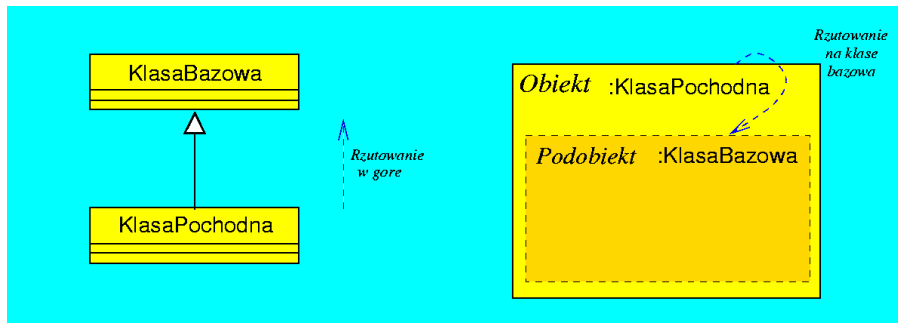 KlasaBazowa
Rzutowanie
w gore
KlasaPochodna
Rzutowanie
na klase
bazowa
Obiekt :KlasaPochodna
Podobiekt :KlasaBazowa